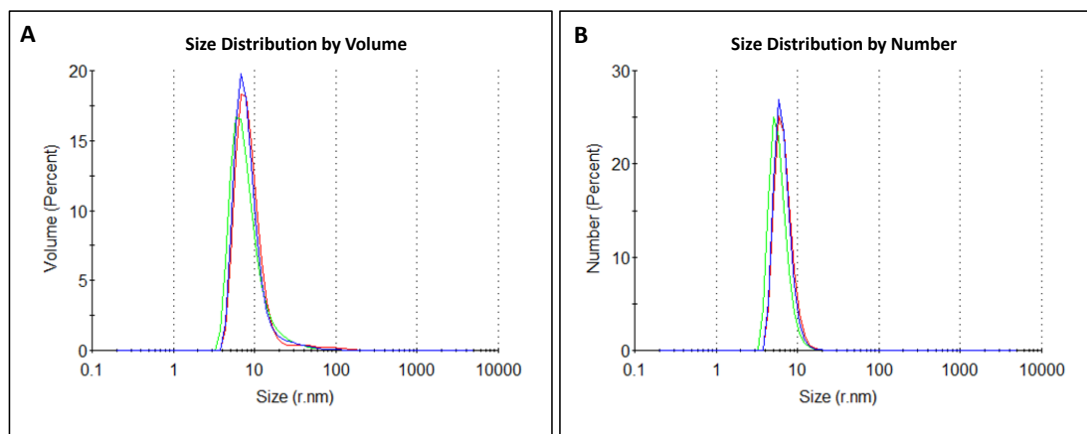 A
Size Distribution by Volume
20
15
10
5
0
Volume (Percent)
0.1 1 10 100 1000 10000
Size (r.nm)
B
Size Distribution by Number
30
20
10
0
Number (Percent)
0.1 1 10 100 1000 10000
Size (r.nm)